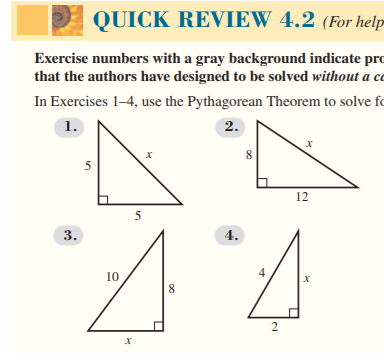 QUICK REVIEW 4.2 (For help
Exercise numbers with a gray background indicate
that the authors have designed to be solved without a
In Exercises 1–4, use the Pythagorean Theorem to solve
1.
x
5
5
2.
8
x
12
3.
10
8
x
4.
4
x
2